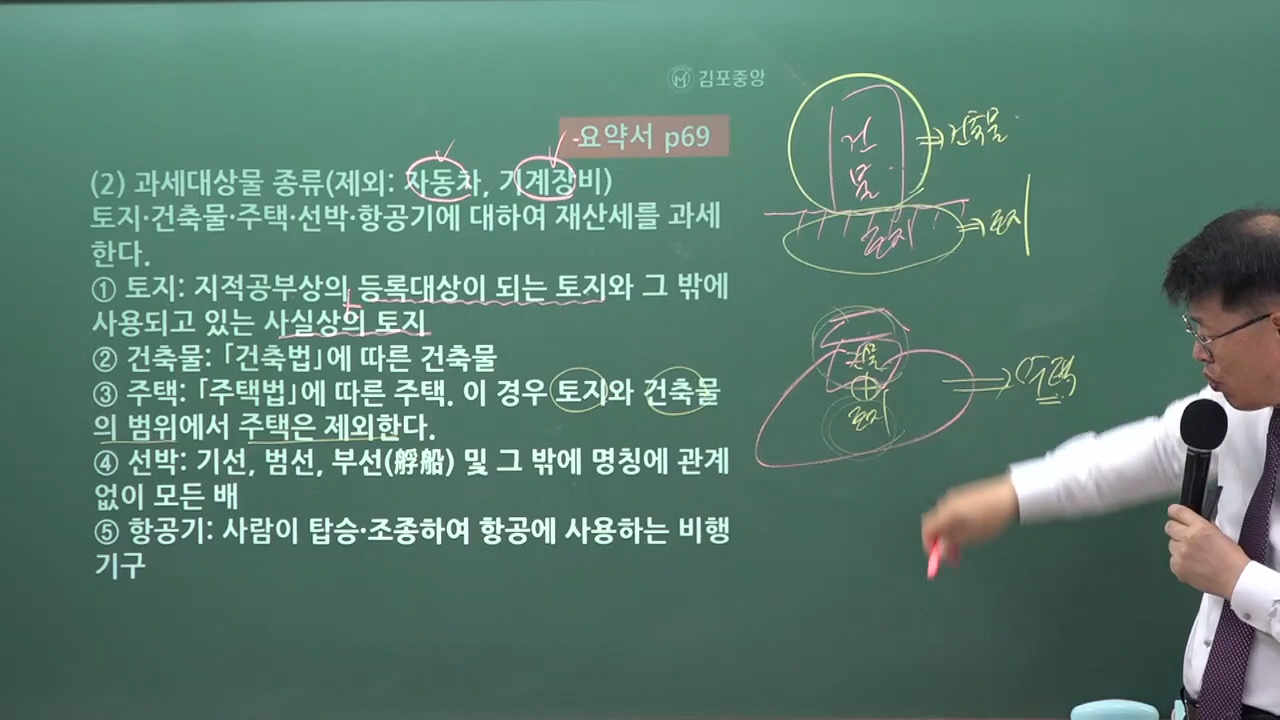 김포중앙
요약서 p69
(2) 과세대상물 종류(제외: 자동차, 기계장비)
토지·건축물·주택·선박·항공기에 대하여 재산세를 과세
한다.
① 토지: 지적공부상의 등록대상이 되는 토지와 그 밖에
사용되고 있는 사실상의 토지
② 건축물: 「건축법」에 따른 건축물
③ 주택: 「주택법」에 따른 주택. 이 경우 토지와 건축물
의 범위에서 주택은 제외한다.
④ 선박: 기선, 범선, 부선(艀船) 및 그 밖에 명칭에 관계
없이 모든 배
⑤ 항공기: 사람이 탑승·조종하여 항공에 사용하는 비행
기구
건물 ⇒ 건축물
토지 ⇒ 토지
건물
+
토지
⇒ 주택